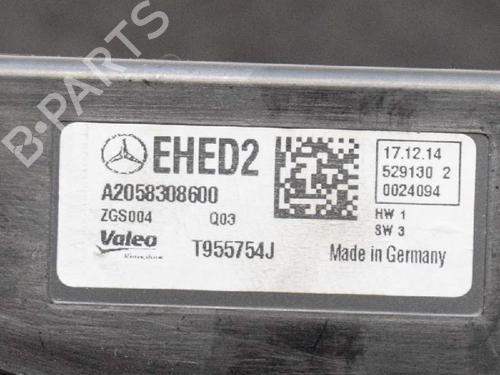 B-PARTS
EHED2
A2058308600
ZGS004 Q03
Valeo
T955754J
17.12.14
529130 2
0024094
HW 1
SW 3
Made in Germany